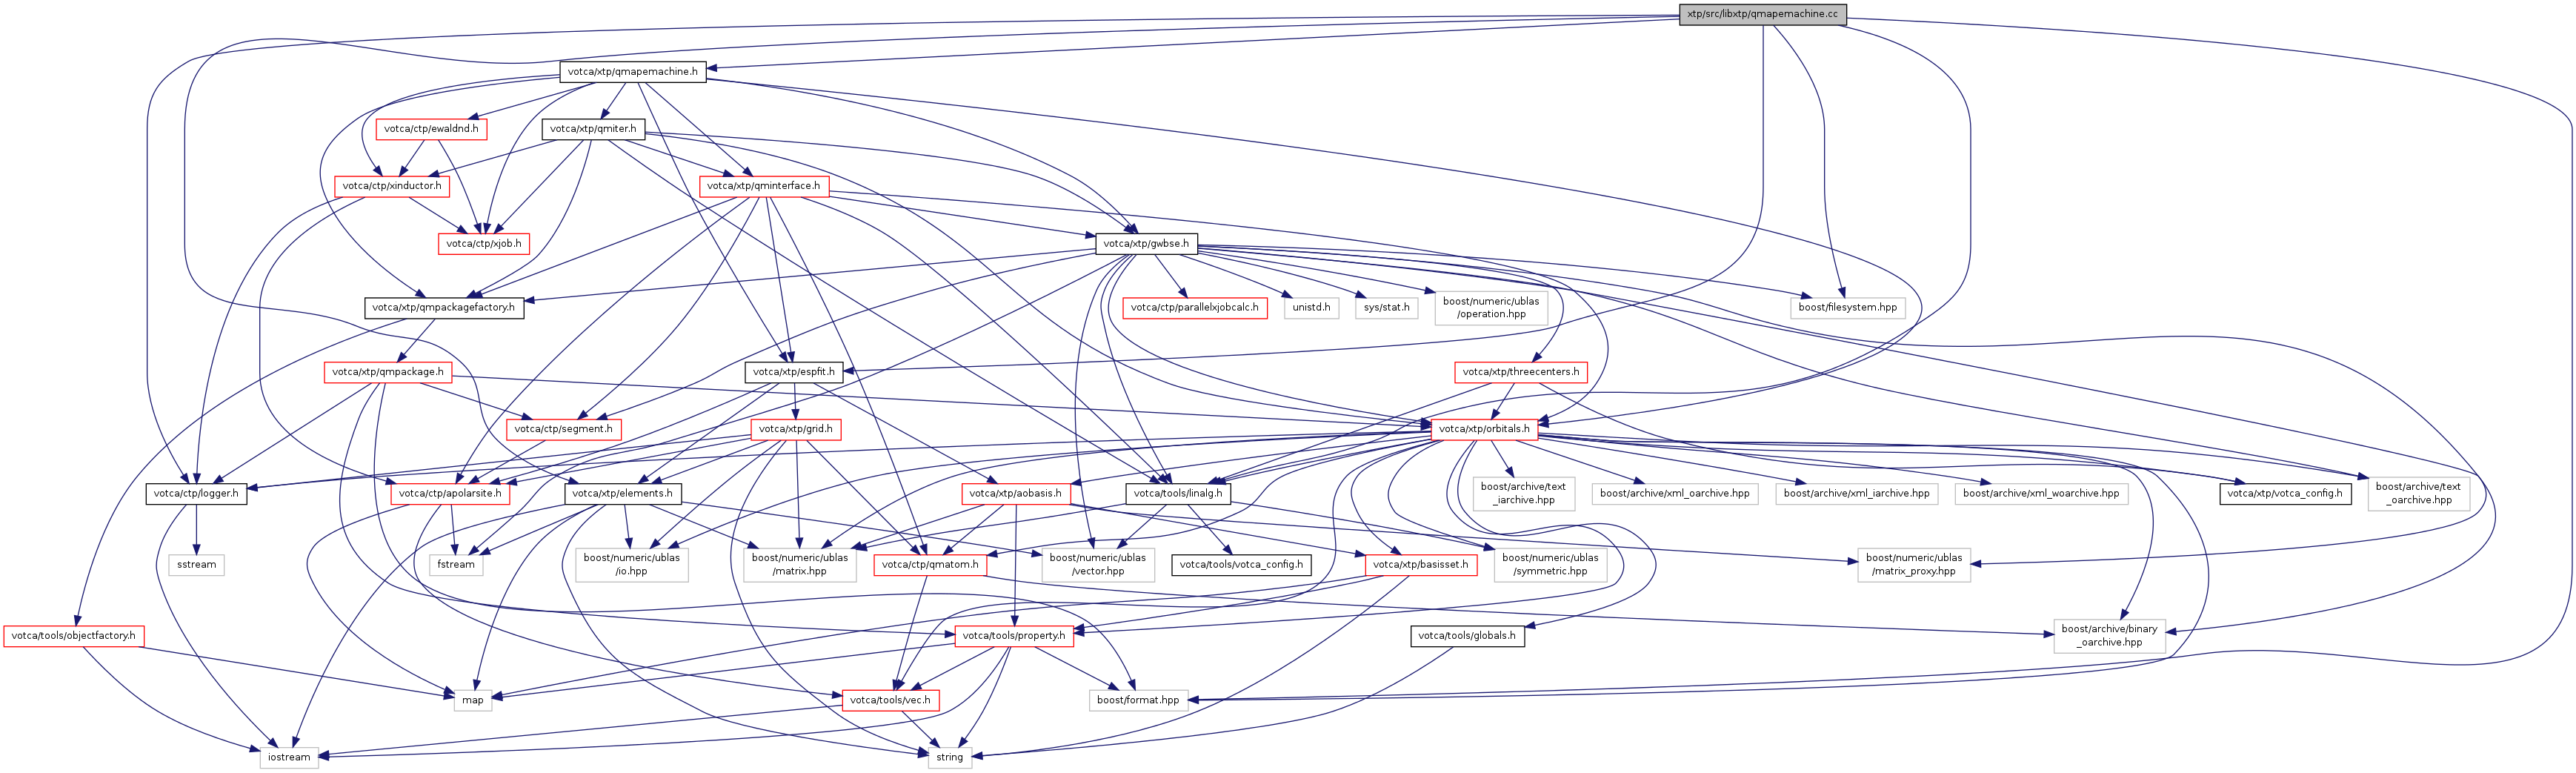 xtp/src/libxtp/qmapemachine.cc
votca/xtp/qmapemachine.h
votca/ctp/ewaldnd.h
votca/xtp/qmiter.h
votca/ctp/xinductor.h
votca/xtp/qminterface.h
votca/ctp/xjob.h
votca/xtp/gwbse.h
votca/xtp/qmpackagefactory.h
votca/ctp/parallelxjobcalc.h
unistd.h
sys/stat.h
boost/numeric/ublas
/operation.hpp
boost/filesystem.hpp
votca/xtp/qmpackage.h
votca/xtp/espfit.h
votca/xtp/threecenters.h
votca/ctp/segment.h
votca/xtp/grid.h
votca/xtp/orbitals.h
votca/ctp/logger.h
votca/ctp/apolarsite.h
votca/xtp/elements.h
votca/xtp/aobasis.h
votca/tools/linalg.h
boost/archive/text
_iarchive.hpp
boost/archive/xml_oarchive.hpp
boost/archive/xml_iarchive.hpp
boost/archive/xml_woarchive.hpp
votca/xtp/votca_config.h
boost/archive/text
_oarchive.hpp
sstream
fstream
boost/numeric/ublas
/io.hpp
boost/numeric/ublas
/matrix.hpp
votca/ctp/qmatom.h
boost/numeric/ublas
/vector.hpp
votca/tools/votca_config.h
votca/xtp/basisset.h
boost/numeric/ublas
/symmetric.hpp
boost/numeric/ublas
/matrix_proxy.hpp
votca/tools/objectfactory.h
votca/tools/property.h
votca/tools/globals.h
boost/archive/binary
_oarchive.hpp
map
votca/tools/vec.h
boost/format.hpp
iostream
string